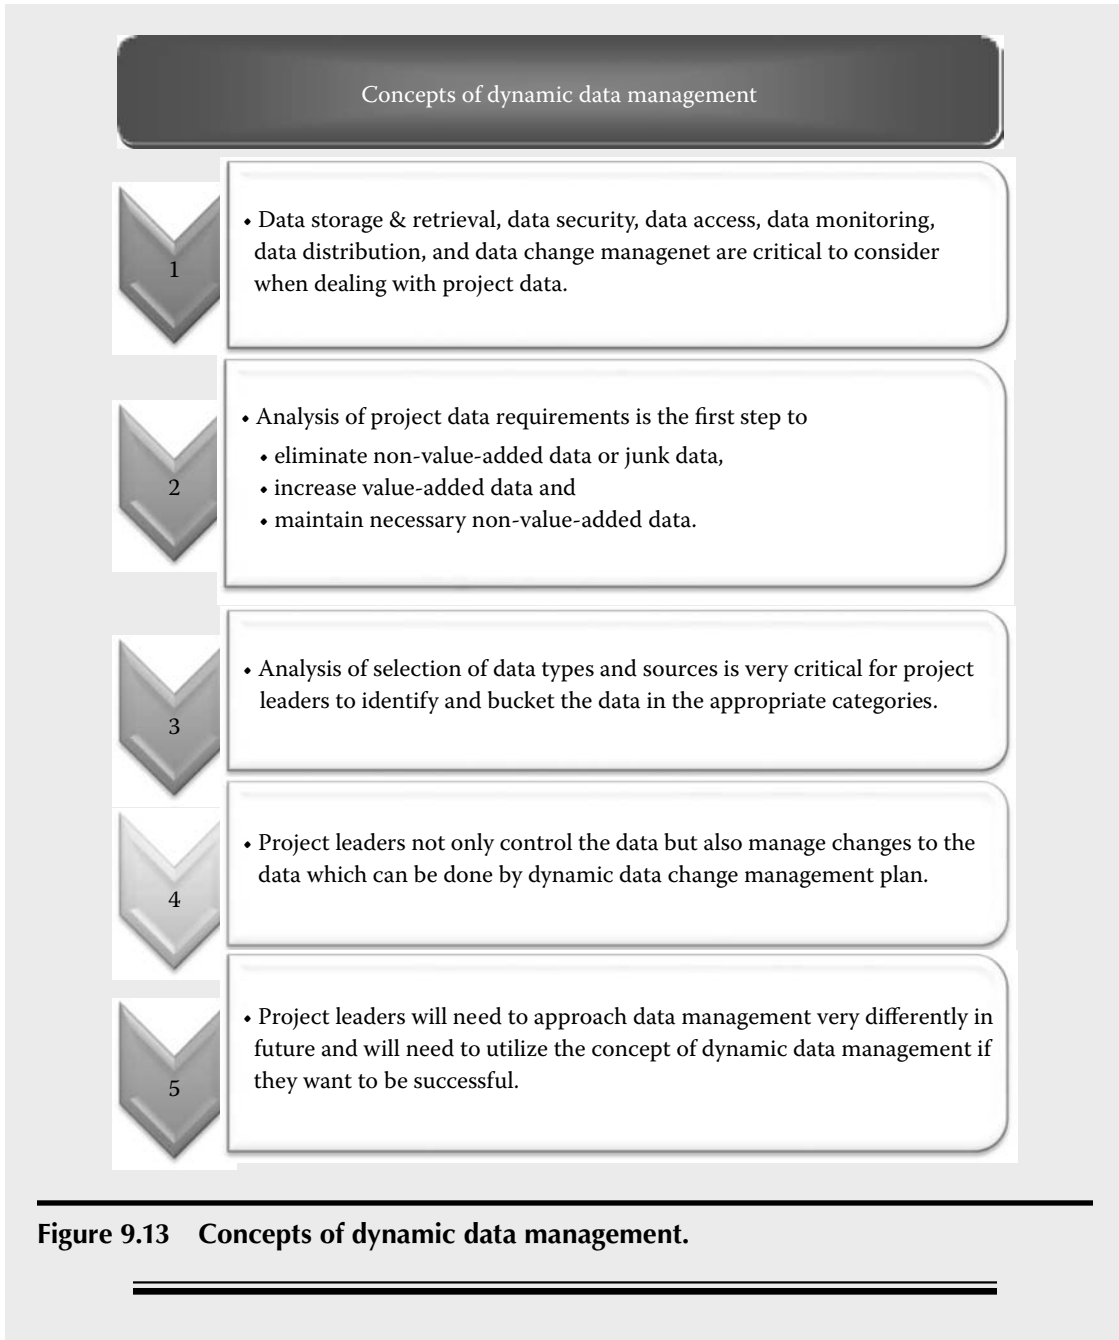 Concepts of dynamic data management
1
• Data storage & retrieval, data security, data access, data monitoring,
data distribution, and data change managenet are critical to consider
when dealing with project data.
2
• Analysis of project data requirements is the first step to
• eliminate non-value-added data or junk data,
• increase value-added data and
• maintain necessary non-value-added data.
3
• Analysis of selection of data types and sources is very critical for project
leaders to identify and bucket the data in the appropriate categories.
4
• Project leaders not only control the data but also manage changes to the
data which can be done by dynamic data change management plan.
5
• Project leaders will need to approach data management very differently in
future and will need to utilize the concept of dynamic data management if
they want to be successful.
Figure 9.13 Concepts of dynamic data management.